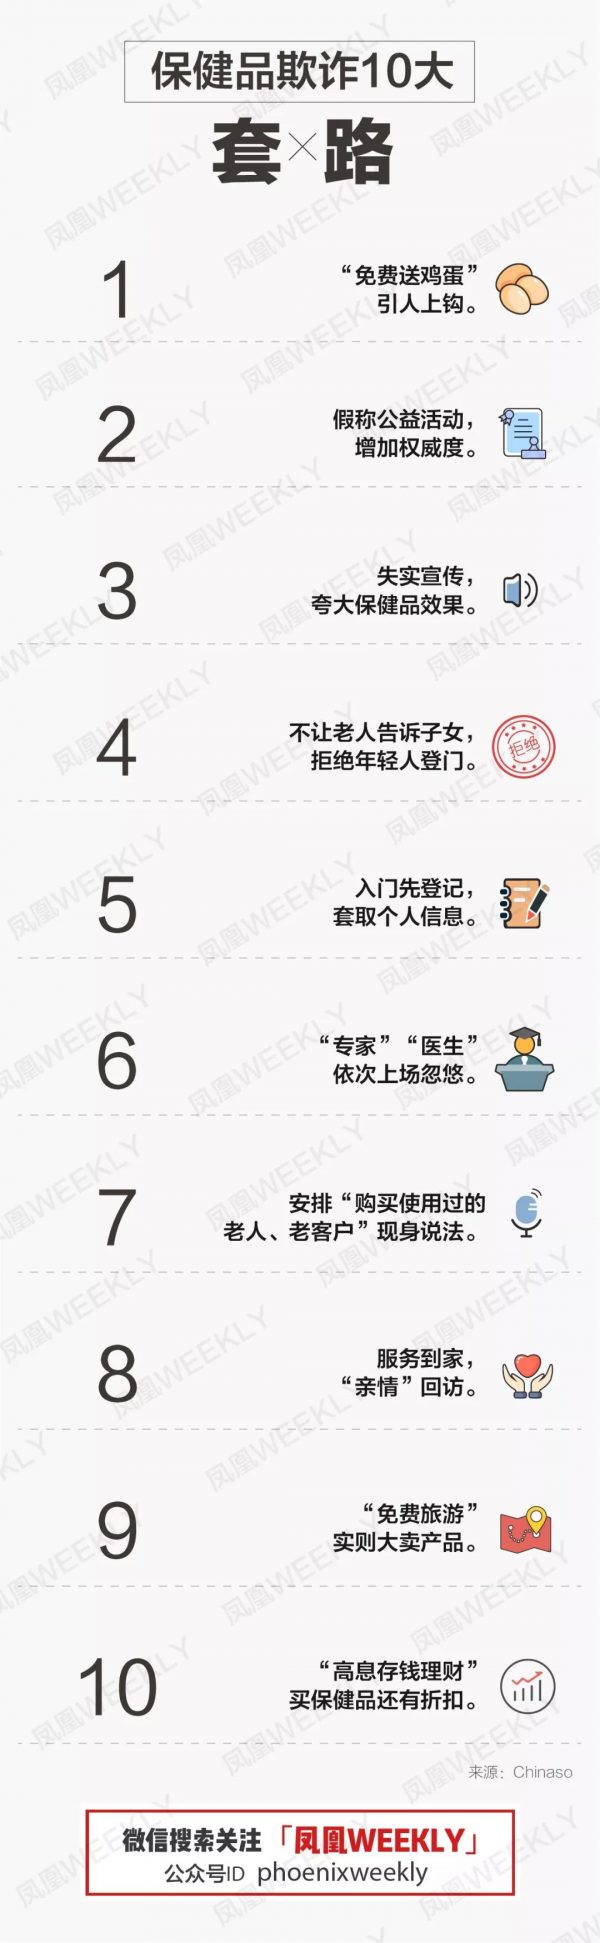 保健品欺诈10大
套×路
1
“免费送鸡蛋”
引人上钩。
2
假称公益活动，
增加权威度。
3
失实宣传，
夸大保健品效果。
4
不让老人告诉子女，
拒绝年轻人登门。
拒绝
5
入门先登记，
套取个人信息。
6
“专家”“医生”
依次上场忽悠。
7
安排“购买使用过的
老人、老客户”现身说法。
8
服务到家，
“亲情”回访。
9
“免费旅游”
实则大卖产品。
10
“高息存钱理财”
买保健品还有折扣。
来源：Chinaso
微信搜索关注「凤凰WEEKLY」
公众号ID phoenixweekly
凤凰WEEKLY